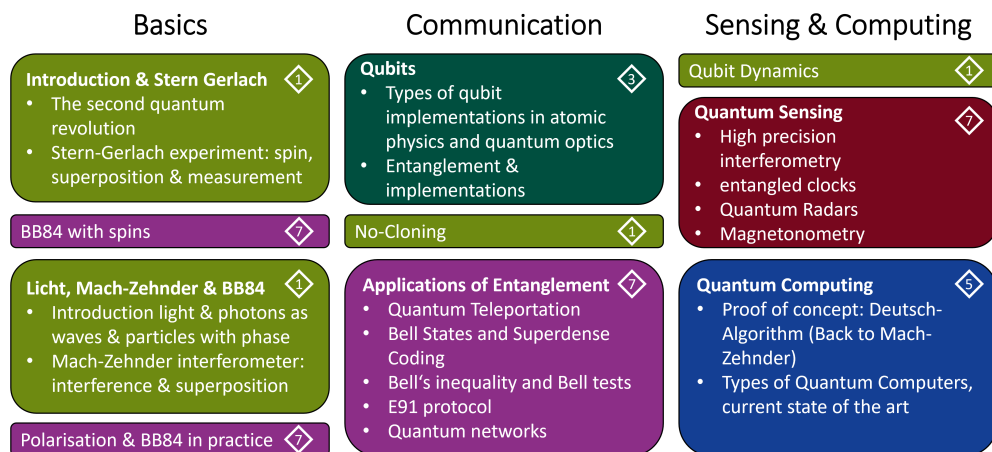 Basics
Introduction & Stern Gerlach
1
• The second quantum
revolution
• Stern-Gerlach experiment: spin,
superposition & measurement
BB84 with spins
7
Licht, Mach-Zehnder & BB84
1
• Introduction light & photons as
waves & particles with phase
• Mach-Zehnder interferometer:
interference & superposition
Polarisation & BB84 in practice
7
Communication
Qubits
3
• Types of qubit
implementations in atomic
physics and quantum optics
• Entanglement &
implementations
No-Cloning
1
Applications of Entanglement
7
• Quantum Teleportation
• Bell States and Superdense
Coding
• Bell‘s inequality and Bell tests
• E91 protocol
• Quantum networks
Sensing & Computing
Qubit Dynamics
1
Quantum Sensing
7
• High precision
interferometry
• entangled clocks
• Quantum Radars
• Magnetonometry
Quantum Computing
5
• Proof of concept: Deutsch-
Algorithm (Back to Mach-
Zehnder)
• Types of Quantum Computers,
current state of the art